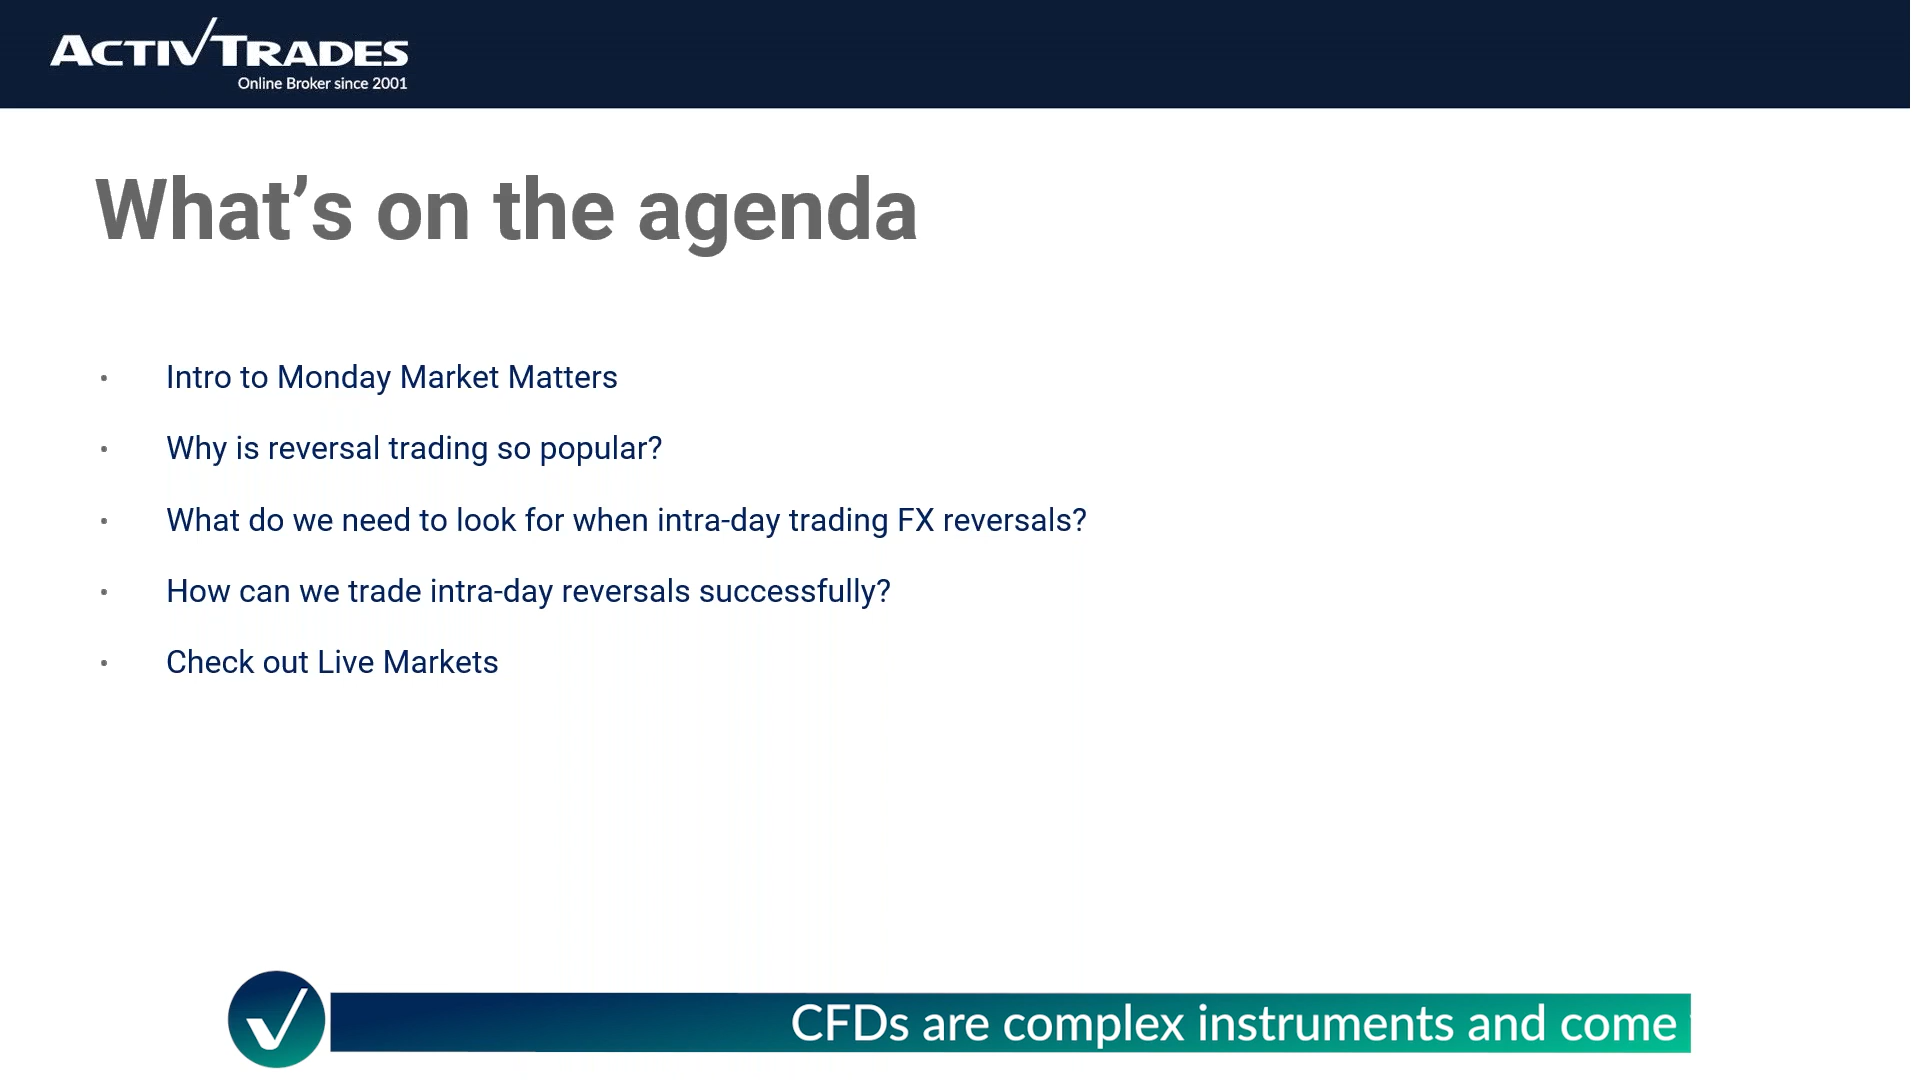 ACTIVTRADES
Online Broker since 2001
What’s on the agenda
• Intro to Monday Market Matters
• Why is reversal trading so popular?
• What do we need to look for when intra-day trading FX reversals?
• How can we trade intra-day reversals successfully?
• Check out Live Markets
CFDs are complex instruments and come